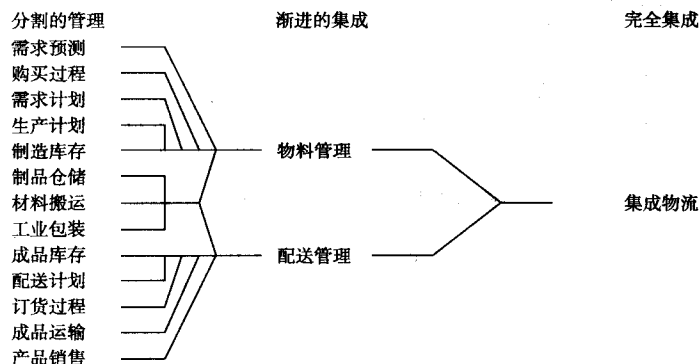 分割的管理 渐进的集成 完全集成
需求预测
购买过程
需求计划
生产计划
制造库存 物料管理
制品仓储
材料搬运 集成物流
工业包装
成品库存 配送管理
配送计划
订货过程
成品运输
产品销售